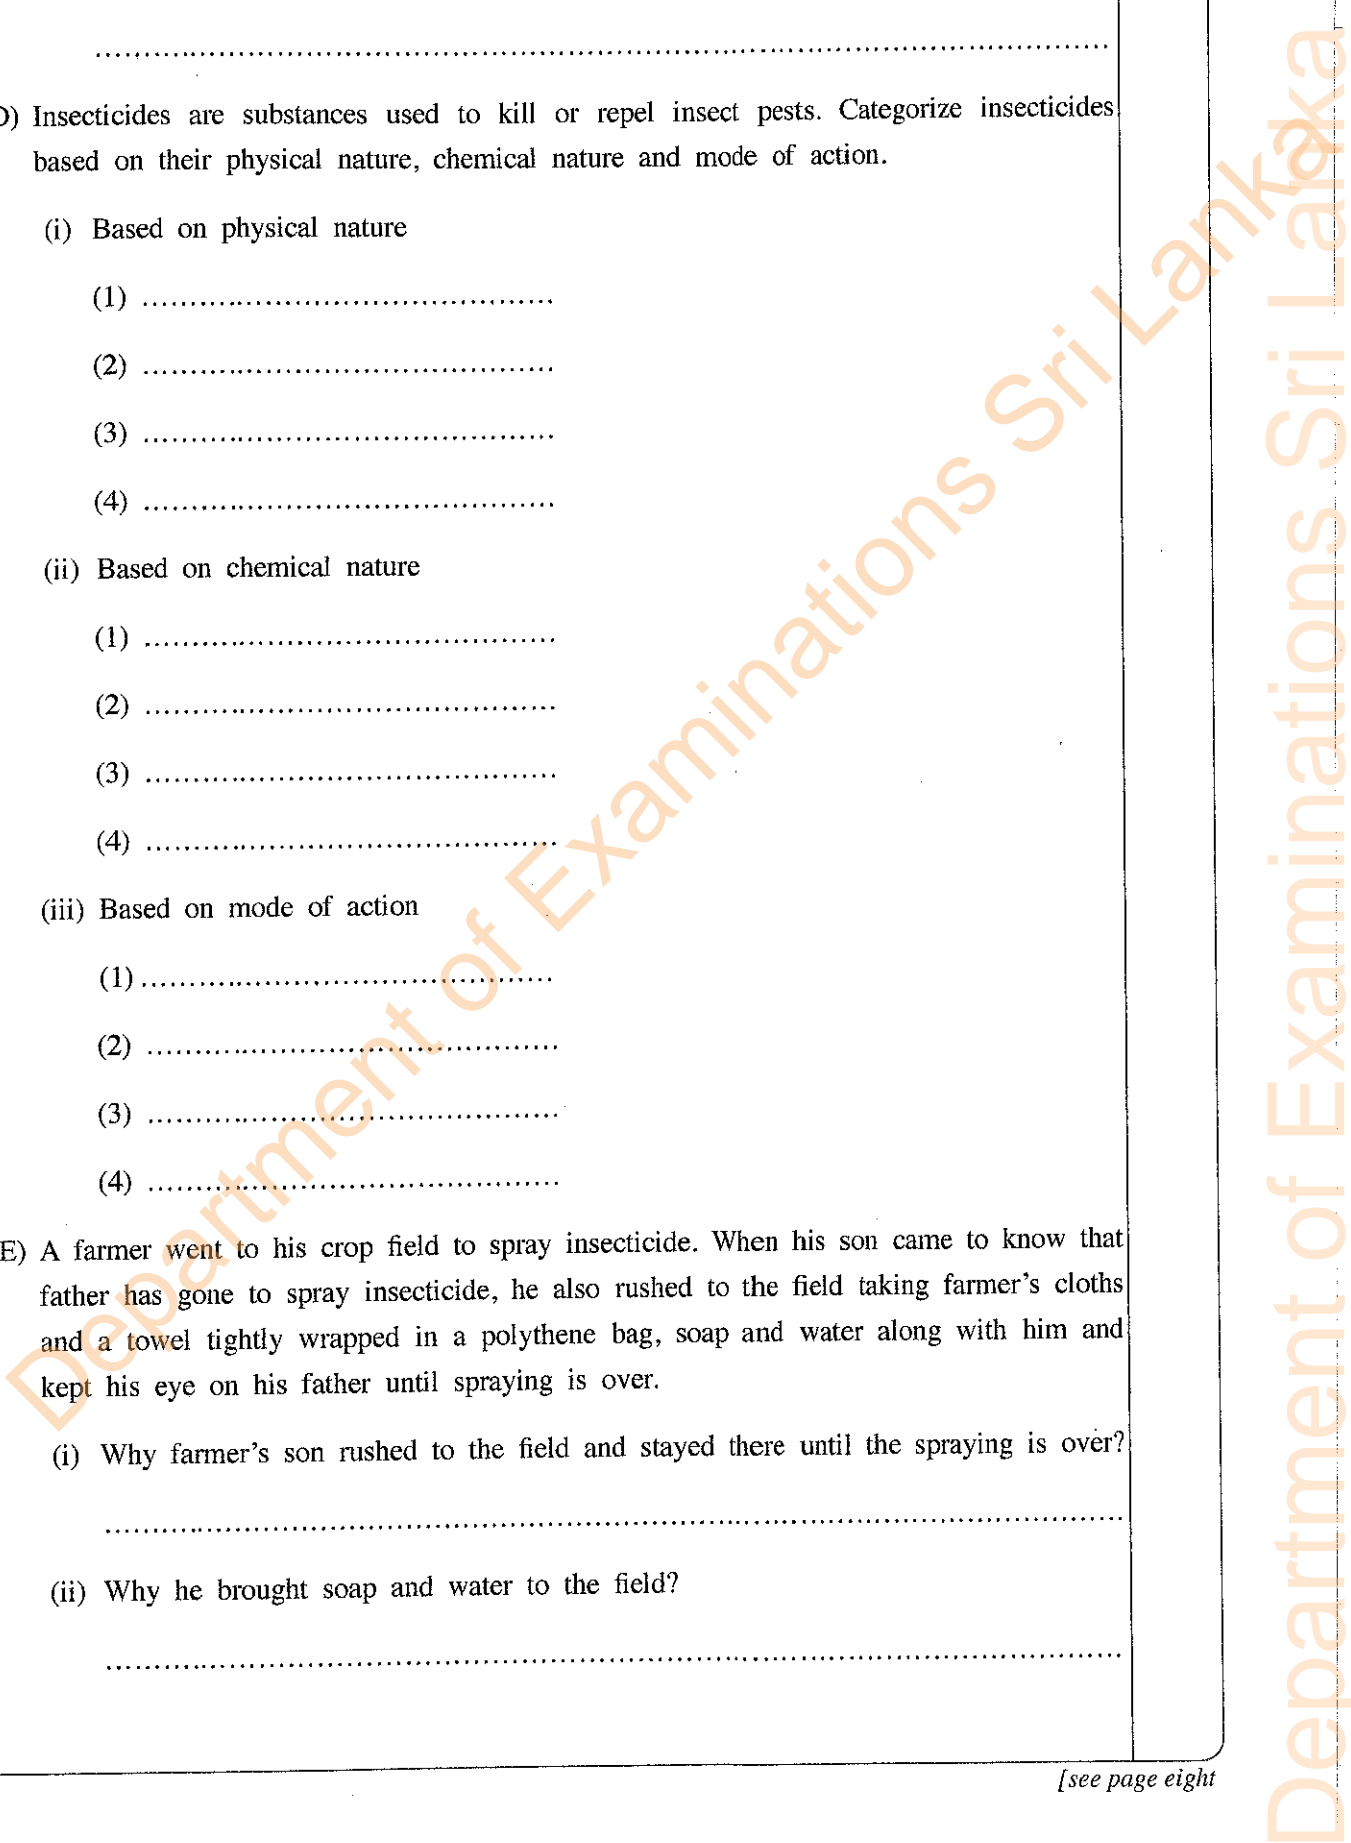 ..........
D) Insecticides are substances used to kill or repel insect pests. Categorize insecticides
based on their physical nature, chemical nature and mode of action.
(i) Based on physical nature
(1) ..........
(2) ..........
(3) ..........
(4) ..........
(ii) Based on chemical nature
(1) ..........
(2) ..........
(3) ..........
(4) ..........
(iii) Based on mode of action
(1) ..........
(2) ..........
(3) ..........
(4) ..........
E) A farmer went to his crop field to spray insecticide. When his son came to know that
father has gone to spray insecticide, he also rushed to the field taking farmer's cloths
and a towel tightly wrapped in a polythene bag, soap and water along with him and
kept his eye on his father until spraying is over.
(i) Why farmer's son rushed to the field and stayed there until the spraying is over?
..........
(ii) Why he brought soap and water to the field?
..........
[see page eight
Department of Examinations Sri Lanka
Department of Examinations Sri Lanka